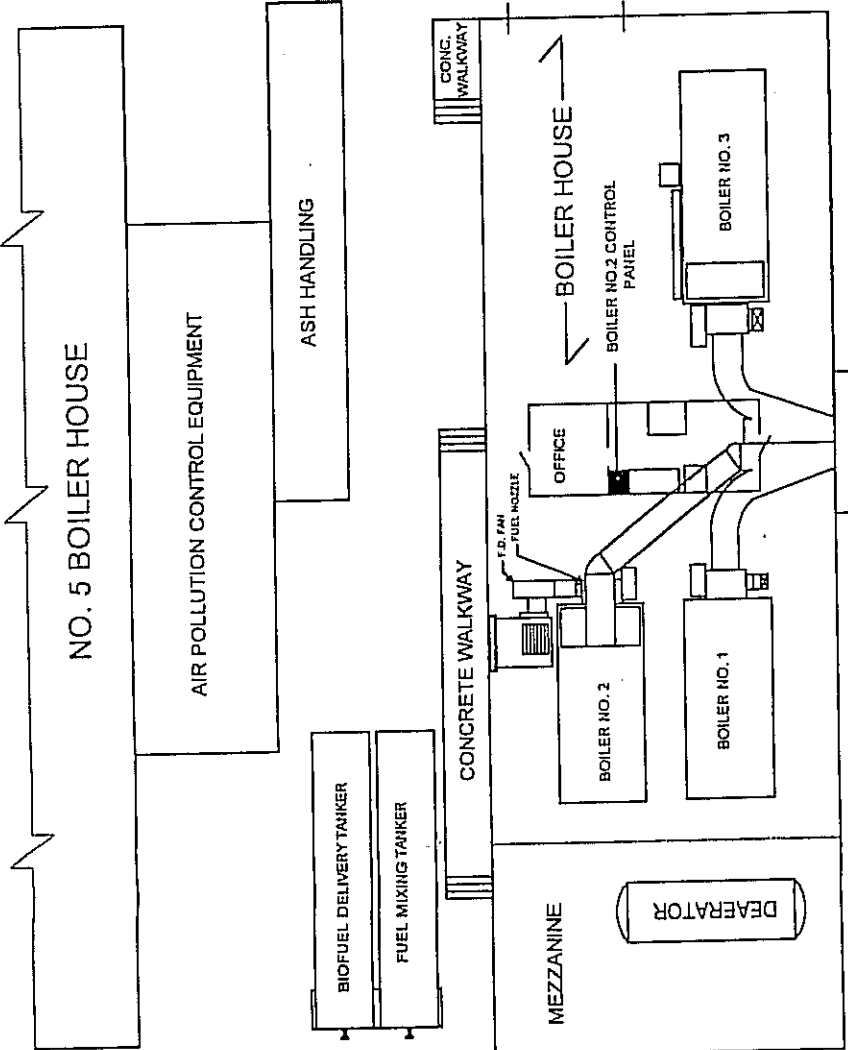 NO. 5 BOILER HOUSE
AIR POLLUTION CONTROL EQUIPMENT
ASH HANDLING
BIOFUEL DELIVERY TANKER
FUEL MIXING TANKER
CONCRETE WALKWAY
CONC.
WALKWAY
BOILER HOUSE
BOILER NO.2 CONTROL
PANEL
OFFICE
F.D. FAN
FUEL NOZZLE
BOILER NO. 3
BOILER NO. 2
BOILER NO. 1
MEZZANINE
DEAERATOR